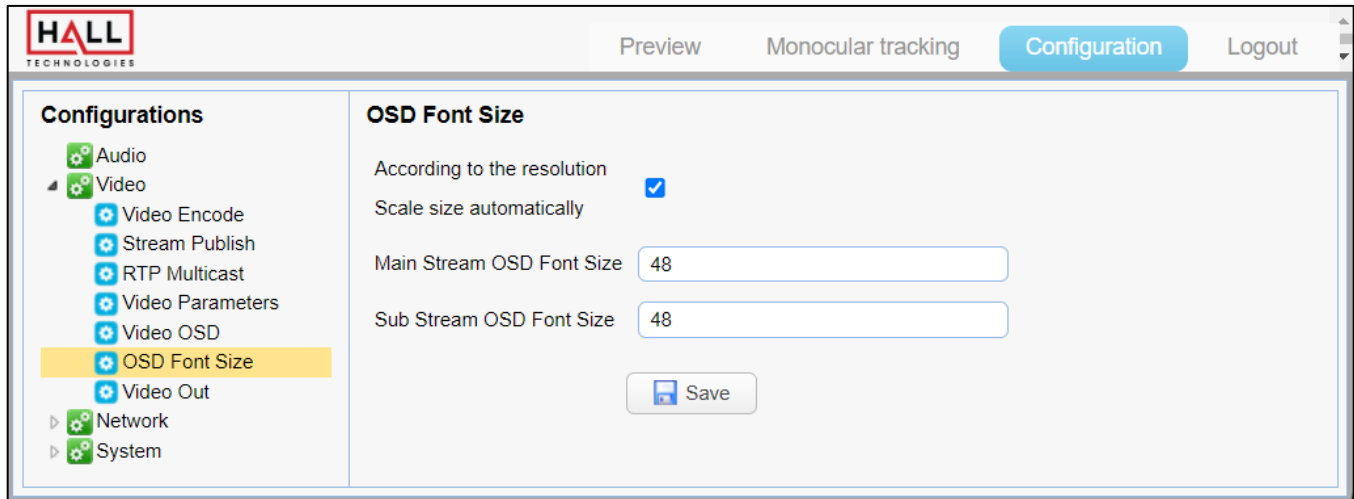 HALL
TECHNOLOGIES
Preview Monocular tracking Configuration Logout
Configurations
Audio
Video
Video Encode
Stream Publish
RTP Multicast
Video Parameters
Video OSD
OSD Font Size
Video Out
Network
System
OSD Font Size
According to the resolution
Scale size automatically
Main Stream OSD Font Size 48
Sub Stream OSD Font Size 48
Save